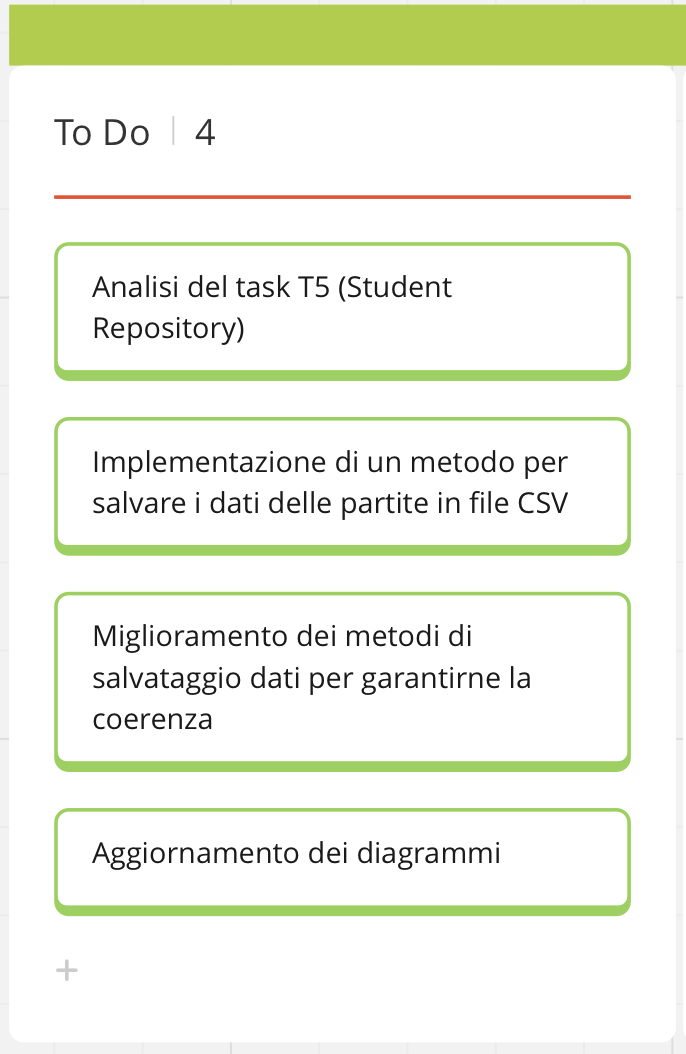 To Do | 4
Analisi del task T5 (Student
Repository)
Implementazione di un metodo per
salvare i dati delle partite in file CSV
Miglioramento dei metodi di
salvataggio dati per garantirne la
coerenza
Aggiornamento dei diagrammi
+